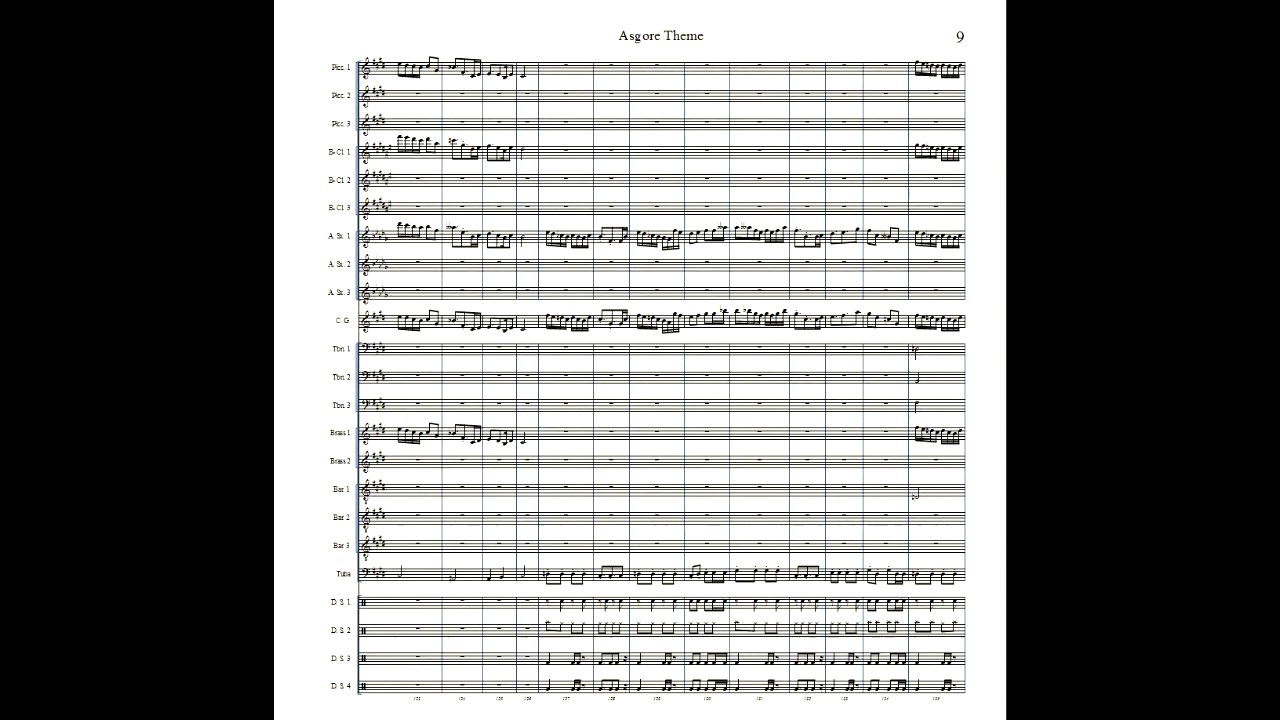 Asgore Theme
9
Picc. 1
Picc. 2
Picc. 3
B♭ Cl. 1
B♭ Cl. 2
B♭ Cl. 3
A. Sx. 1
A. Sx. 2
A. Sx. 3
C. G.
Tbn. 1
Tbn. 2
Tbn. 3
Brass 1
Brass 2
Bar. 1
Bar. 2
Bar. 3
Tuba
D. S. 1
D. S. 2
D. S. 3
D. S. 4